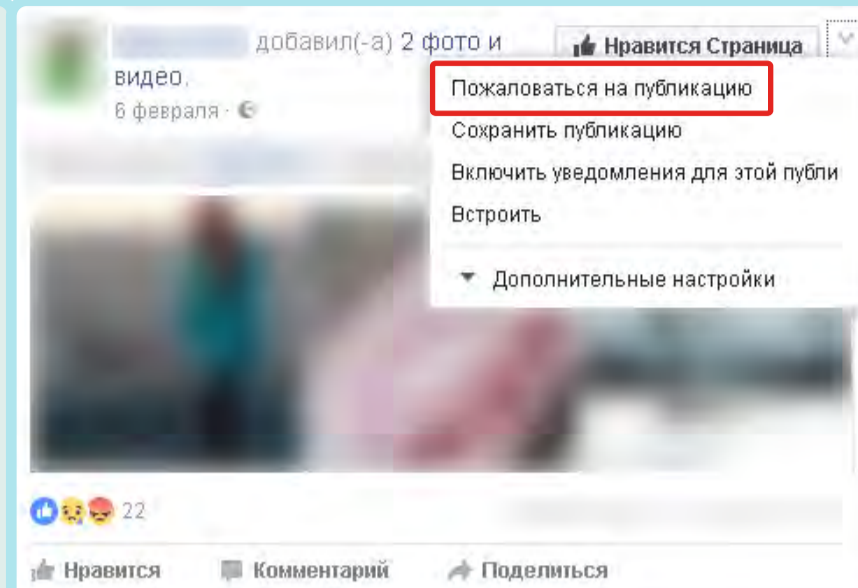 добавил(-а) 2 фото и
видео.
6 февраля ·
Нравится Страница
Пожаловаться на публикацию
Сохранить публикацию
Включить уведомления для этой публи
Встроить
Дополнительные настройки
22
Нравится Комментарий Поделиться